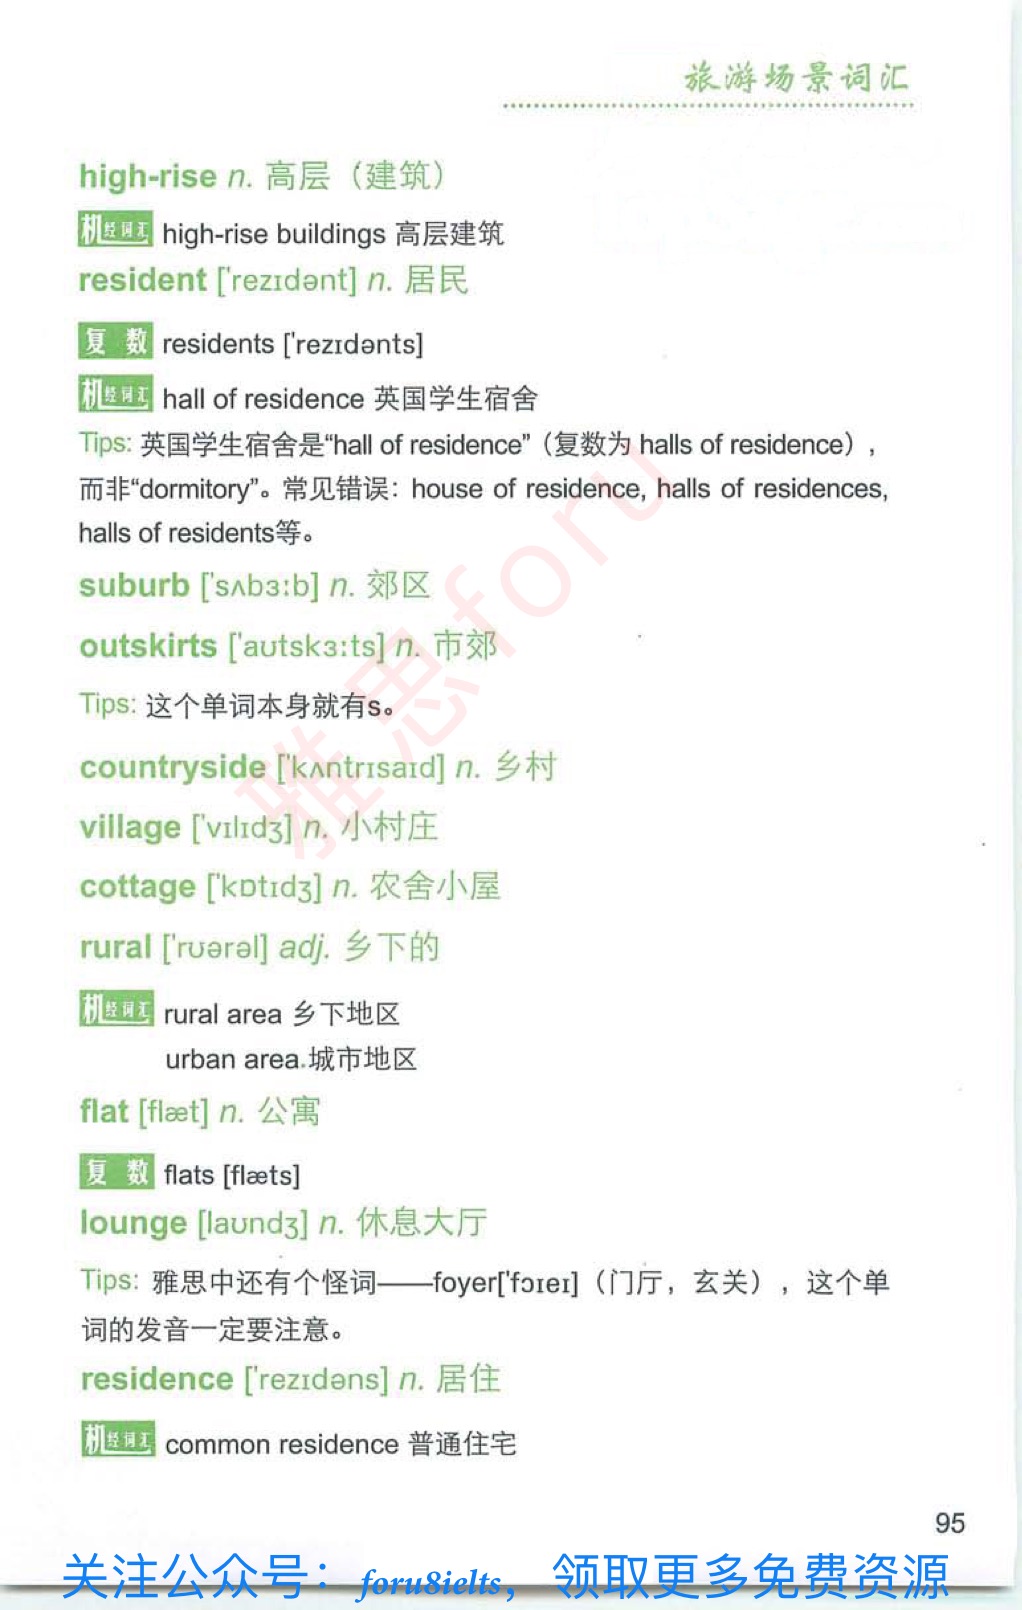 旅游场景词汇
high-rise n. 高层（建筑）
机经词汇 high-rise buildings 高层建筑
resident ['rezɪdənt] n. 居民
复数 residents ['rezɪdənts]
机经词汇 hall of residence 英国学生宿舍
Tips: 英国学生宿舍是“hall of residence”（复数为 halls of residence），
而非“dormitory”。常见错误：house of residence, halls of residences,
halls of residents等。
suburb ['sʌbɜːb] n. 郊区
outskirts ['aʊtskɜːts] n. 市郊
Tips: 这个单词本身就有s。
countryside ['kʌntrɪsaɪd] n. 乡村
village ['vɪlɪdʒ] n. 小村庄
cottage ['kɒtɪdʒ] n. 农舍小屋
rural ['rʊərəl] adj. 乡下的
机经词汇 rural area 乡下地区
urban area.城市地区
flat [flæt] n. 公寓
复数 flats [flæts]
lounge [laʊndʒ] n. 休息大厅
Tips: 雅思中还有个怪词——foyer['fɔɪeɪ]（门厅，玄关），这个单
词的发音一定要注意。
residence ['rezɪdəns] n. 居住
机经词汇 common residence 普通住宅
95
雅思foru
关注公众号：foru8ielts，领取更多免费资源